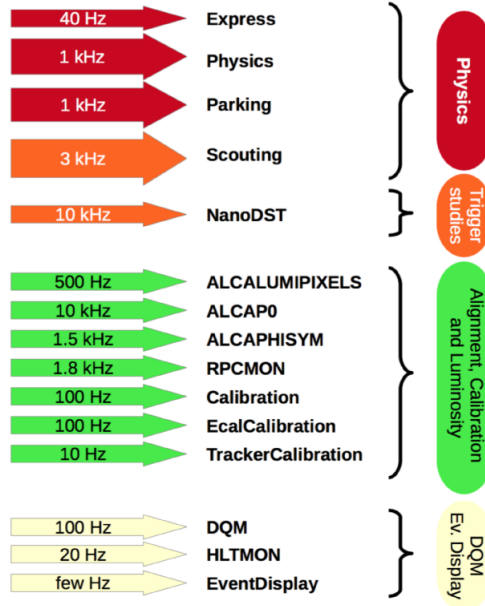 40 Hz Express
1 kHz Physics
1 kHz Parking
3 kHz Scouting
Physics
10 kHz NanoDST
Trigger
studies
500 Hz ALCALUMIPIXELS
10 kHz ALCAP0
1.5 kHz ALCAPHISYM
1.8 kHz RPCMON
100 Hz Calibration
100 Hz EcalCalibration
10 Hz TrackerCalibration
Alignment, Calibration
and Luminosity
100 Hz DQM
20 Hz HLTMON
few Hz EventDisplay
DQM
Ev. Display